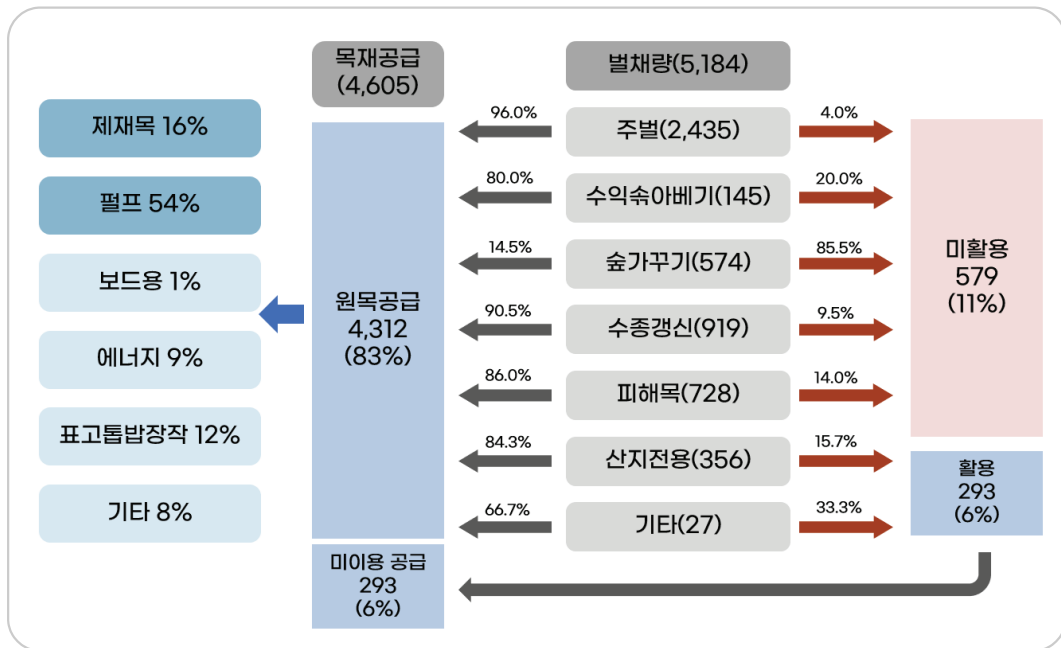 목재공급
(4,605)
벌채량(5,184)
제재목 16%
펄프 54%
보드용 1%
에너지 9%
표고톱밥장작 12%
기타 8%
원목공급
4,312
(83%)
미이용 공급
293
(6%)
96.0%
주벌(2,435)
4.0%
80.0%
수익솎아베기(145)
20.0%
14.5%
숲가꾸기(574)
85.5%
90.5%
수종갱신(919)
9.5%
86.0%
피해목(728)
14.0%
84.3%
산지전용(356)
15.7%
66.7%
기타(27)
33.3%
미활용
579
(11%)
활용
293
(6%)